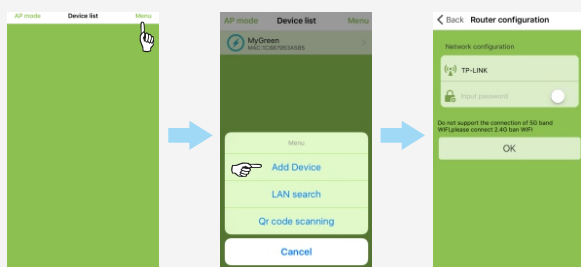 AP mode Device list Menu
AP mode Device list Menu
MyGreen
Menu
Add Device
LAN search
Qr code scanning
Cancel
Back Router configuration
Network configuration
TP-LINK
Input password
Do not support the connection of 5G band
WIFI,please connect 2.4G ban WIFI
OK